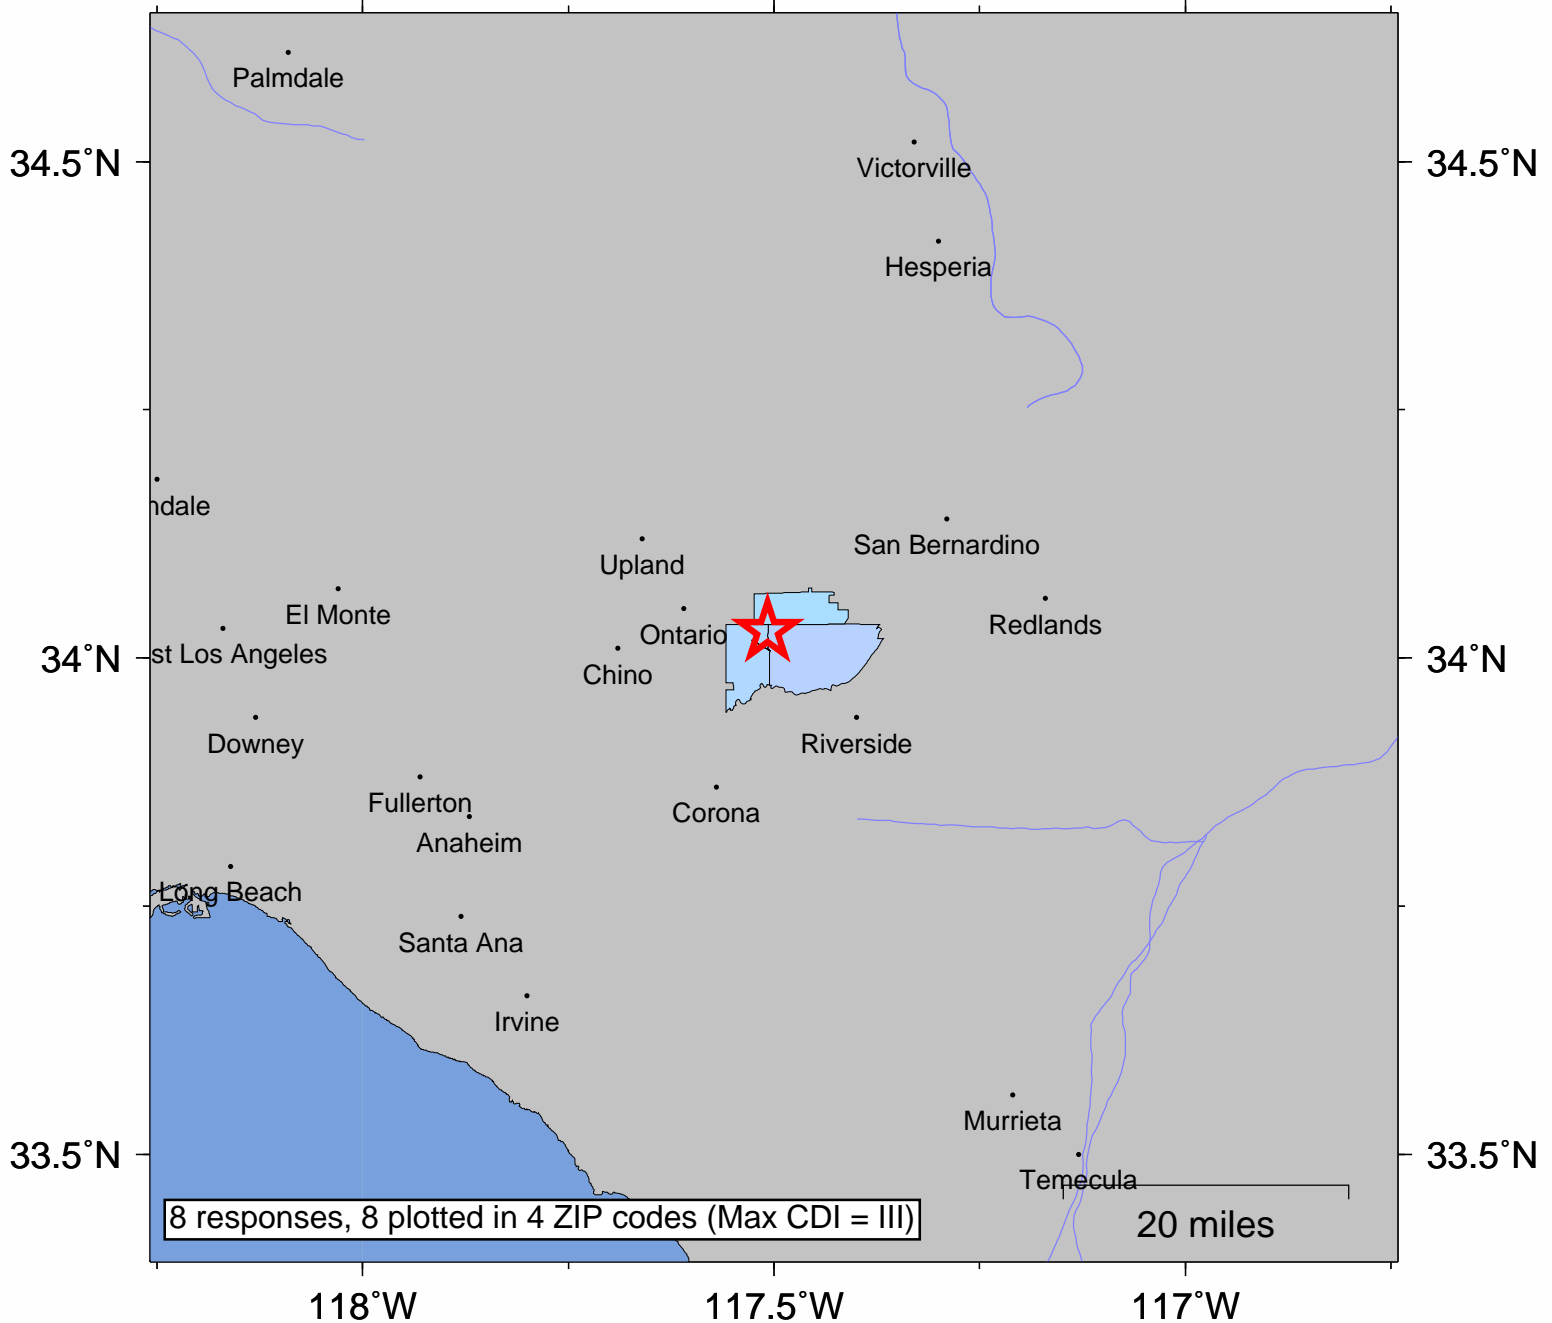 Palmdale
34.5°N
34.5°N
Victorville
Hesperia
ndale
San Bernardino
Upland
El Monte
Redlands
Ontario
st Los Angeles
34°N
34°N
Chino
Downey
Riverside
Fullerton
Corona
Anaheim
Long Beach
Santa Ana
Irvine
Murrieta
33.5°N
33.5°N
Temecula
8 responses, 8 plotted in 4 ZIP codes (Max CDI = III)
20 miles
118°W
117.5°W
117°W